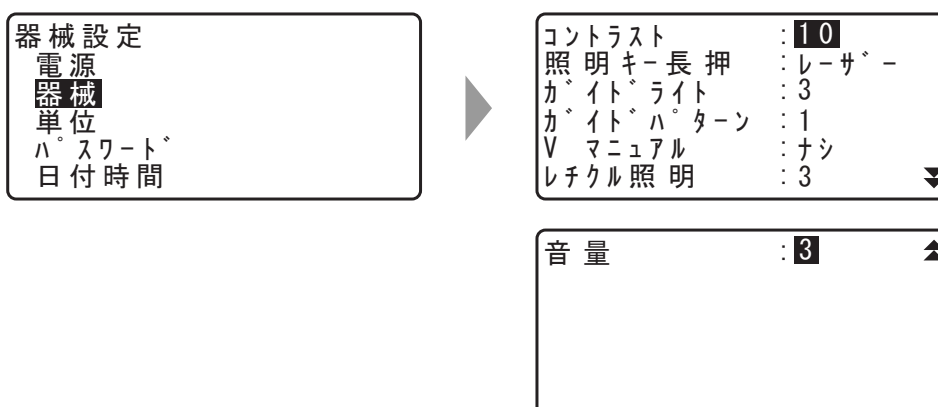 器械設定
電源
器械
単位
ﾊﾟｽﾜｰﾄﾞ
日付時間
ｺﾝﾄﾗｽﾄ :10
照明ｷｰ長押 :ﾚｰｻﾞｰ
ｶﾞｲﾄﾞﾗｲﾄ :3
ｶﾞｲﾄﾞﾊﾟﾀｰﾝ :1
V ﾏﾆｭｱﾙ :ﾅｼ
ﾚﾁｸﾙ照明 :3
音量 :3